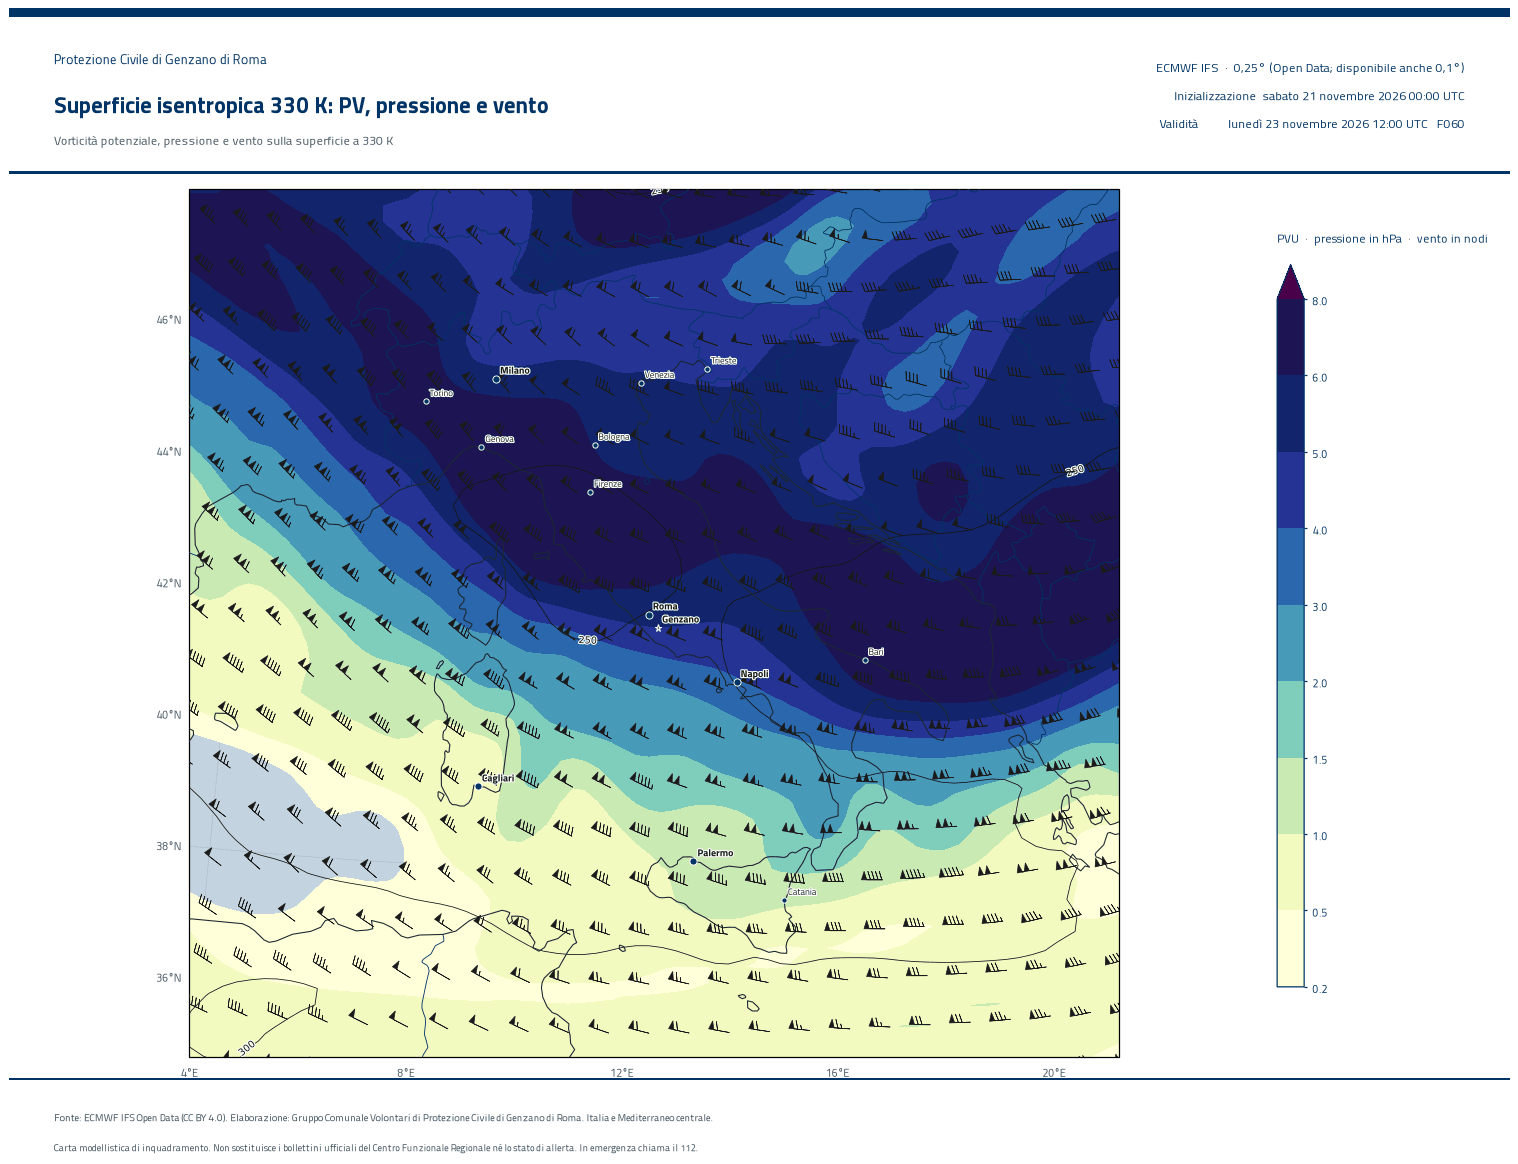 Protezione Civile di Genzano di Roma
Superficie isentropica 330 K: PV, pressione e vento
Vorticità potenziale, pressione e vento sulla superficie a 330 K
ECMWF IFS · 0,25° (Open Data; disponibile anche 0,1°)
Inizializzazione sabato 21 novembre 2026 00:00 UTC
Validità lunedì 23 novembre 2026 12:00 UTC F060
PVU · pressione in hPa · vento in nodi
8.0
6.0
5.0
4.0
3.0
2.0
1.5
1.0
0.5
0.2
46°N
44°N
42°N
40°N
38°N
36°N
4°E
8°E
12°E
16°E
20°E
Trieste
Milano
Venezia
Torino
Genova
Bologna
250
Firenze
Roma
Genzano
250
Bari
Napoli
Cagliari
Palermo
Catania
300
Fonte: ECMWF IFS Open Data (CC BY 4.0). Elaborazione: Gruppo Comunale Volontari di Protezione Civile di Genzano di Roma. Italia e Mediterraneo centrale.
Carta modellistica di inquadramento. Non sostituisce i bollettini ufficiali del Centro Funzionale Regionale né lo stato di allerta. In emergenza chiama il 112.